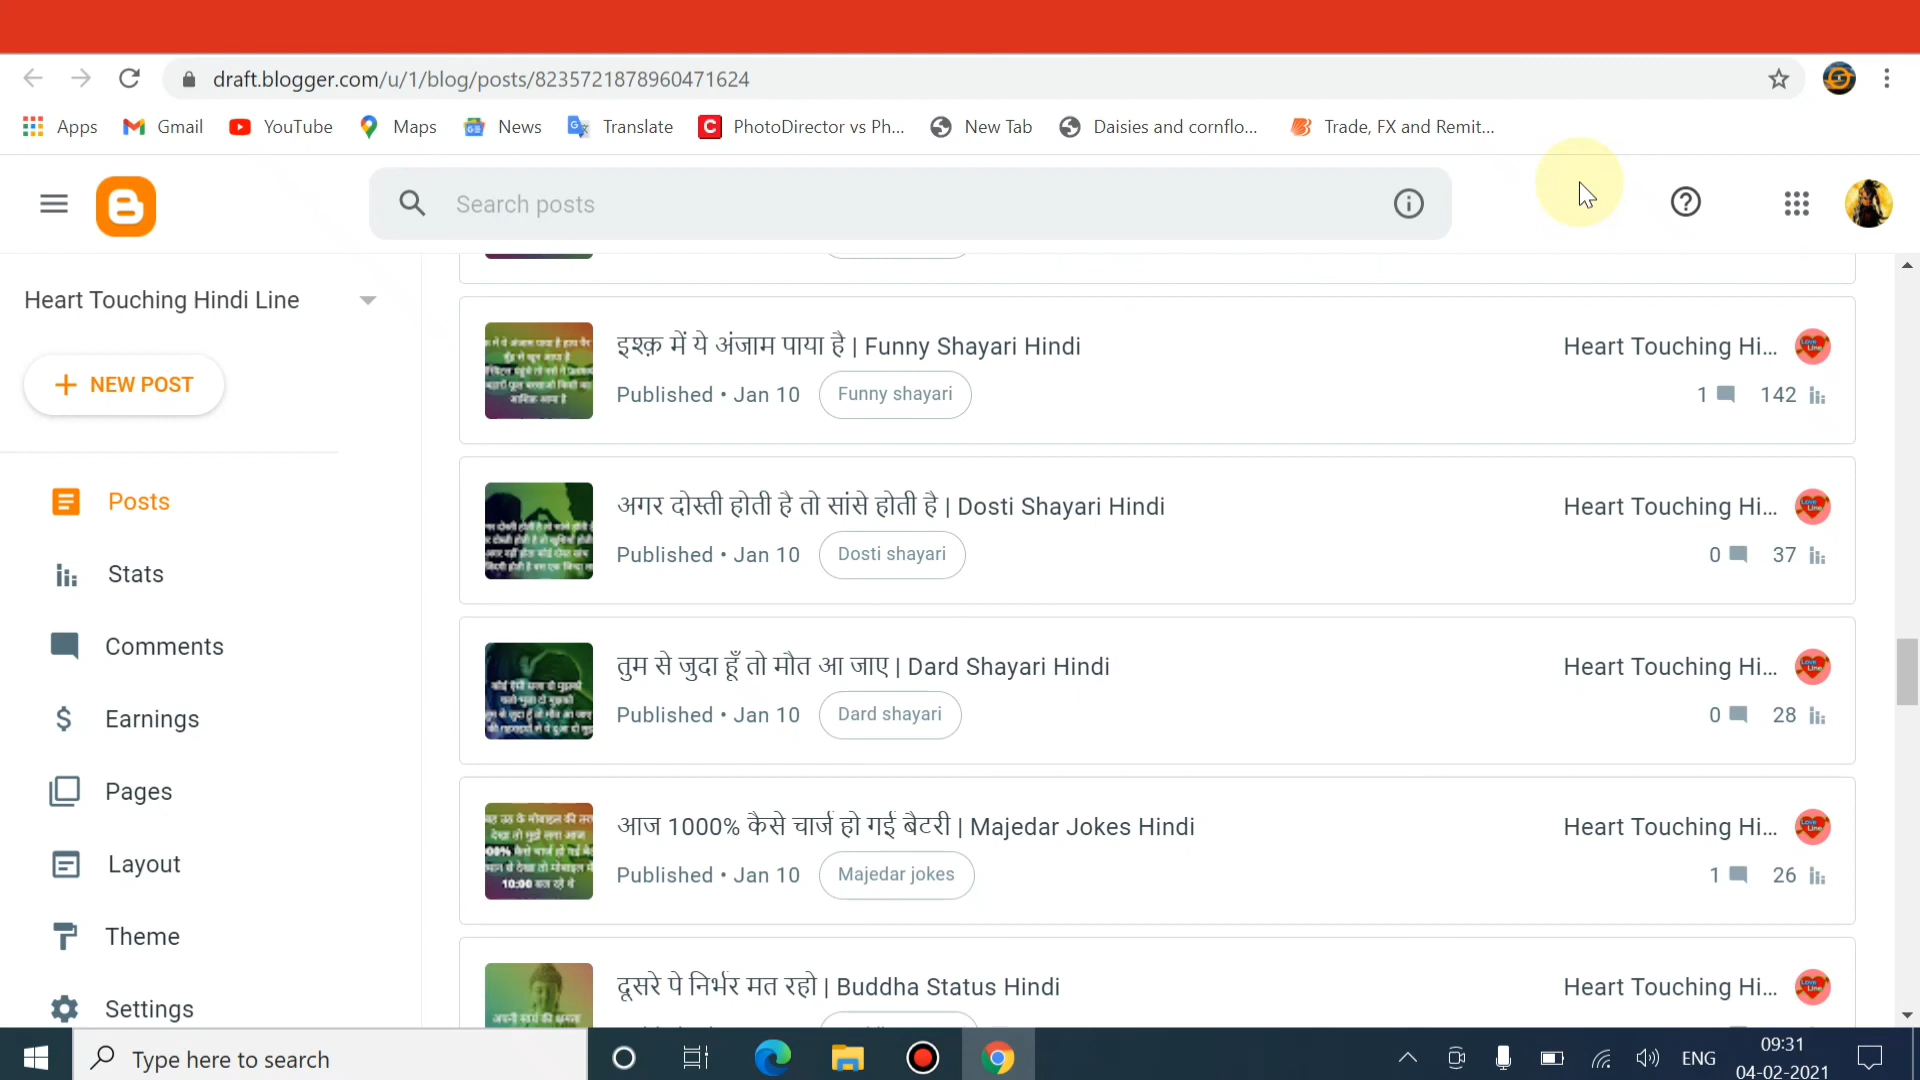 draft.blogger.com/u/1/blog/posts/8235721878960471624
Apps Gmail YouTube Maps News Translate PhotoDirector vs Ph... New Tab Daisies and cornflo... Trade, FX and Remit...
Search posts
Heart Touching Hindi Line
NEW POST
Posts
Stats
Comments
Earnings
Pages
Layout
Theme
Settings
इश्क़ में ये अंजाम पाया है | Funny Shayari Hindi
Heart Touching Hi...
Published • Jan 10 Funny shayari
1 142
अगर दोस्ती होती है तो सांसे होती है | Dosti Shayari Hindi
Heart Touching Hi...
Published • Jan 10 Dosti shayari
0 37
तुम से जुदा हूँ तो मौत आ जाए | Dard Shayari Hindi
Heart Touching Hi...
Published • Jan 10 Dard shayari
0 28
आज 1000% कैसे चार्ज हो गई बैटरी | Majedar Jokes Hindi
Heart Touching Hi...
Published • Jan 10 Majedar jokes
1 26
दूसरे पे निर्भर मत रहो | Buddha Status Hindi
Heart Touching Hi...
Type here to search
ENG
09:31
04-02-2021